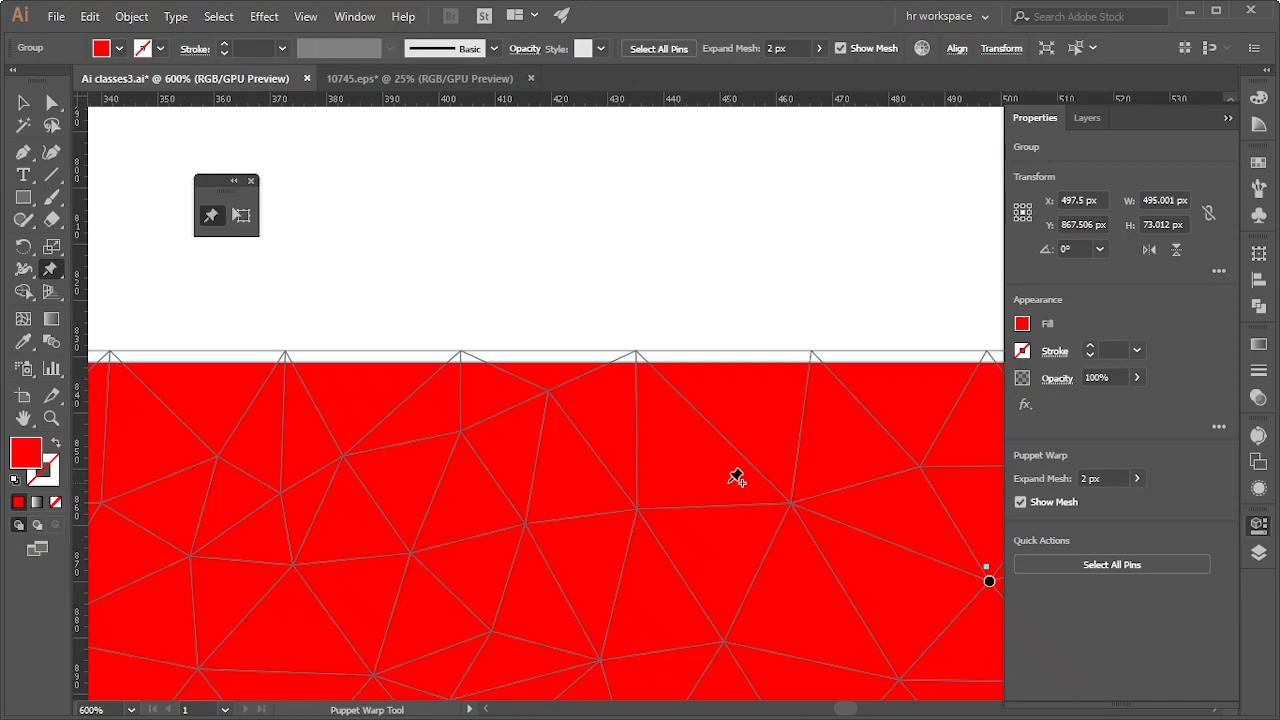 Ai File Edit Object Type Select Effect View Window Help Br St hr workspace Search Adobe Stock
Group Stroke: Basic Opacity Style: Select All Pins Expand Mesh: 2 px Show Mesh Align Transform
Ai classes3.ai* @ 600% (RGB/GPU Preview) × 10745.eps* @ 25% (RGB/GPU Preview) ×
340 350 360 370 380 390 400 410 420 430 440 450 460 470 480 490 500 510 520 530
Properties Layers
Group
Transform
X: 497.5 px W: 495.001 px
Y: 867.506 px H: 73.012 px
0°
Appearance
Fill
Stroke
Opacity 100%
fx
Puppet Warp
Expand Mesh: 2 px
Show Mesh
Quick Actions
Select All Pins
600% 1 Puppet Warp Tool